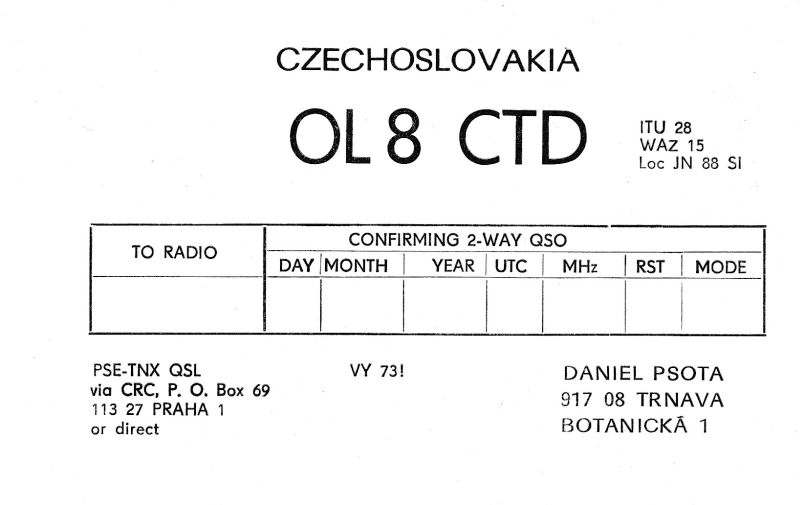 CZECHOSLOVAKIA
OL8 CTD
ITU 28
WAZ 15
Loc JN 88 SI
TO RADIO
CONFIRMING 2-WAY QSO
DAY MONTH YEAR UTC MHz RST MODE
PSE-TNX QSL
via CRC, P. O. Box 69
113 27 PRAHA 1
or direct
VY 73!
DANIEL PSOTA
917 08 TRNAVA
BOTANICKÁ 1